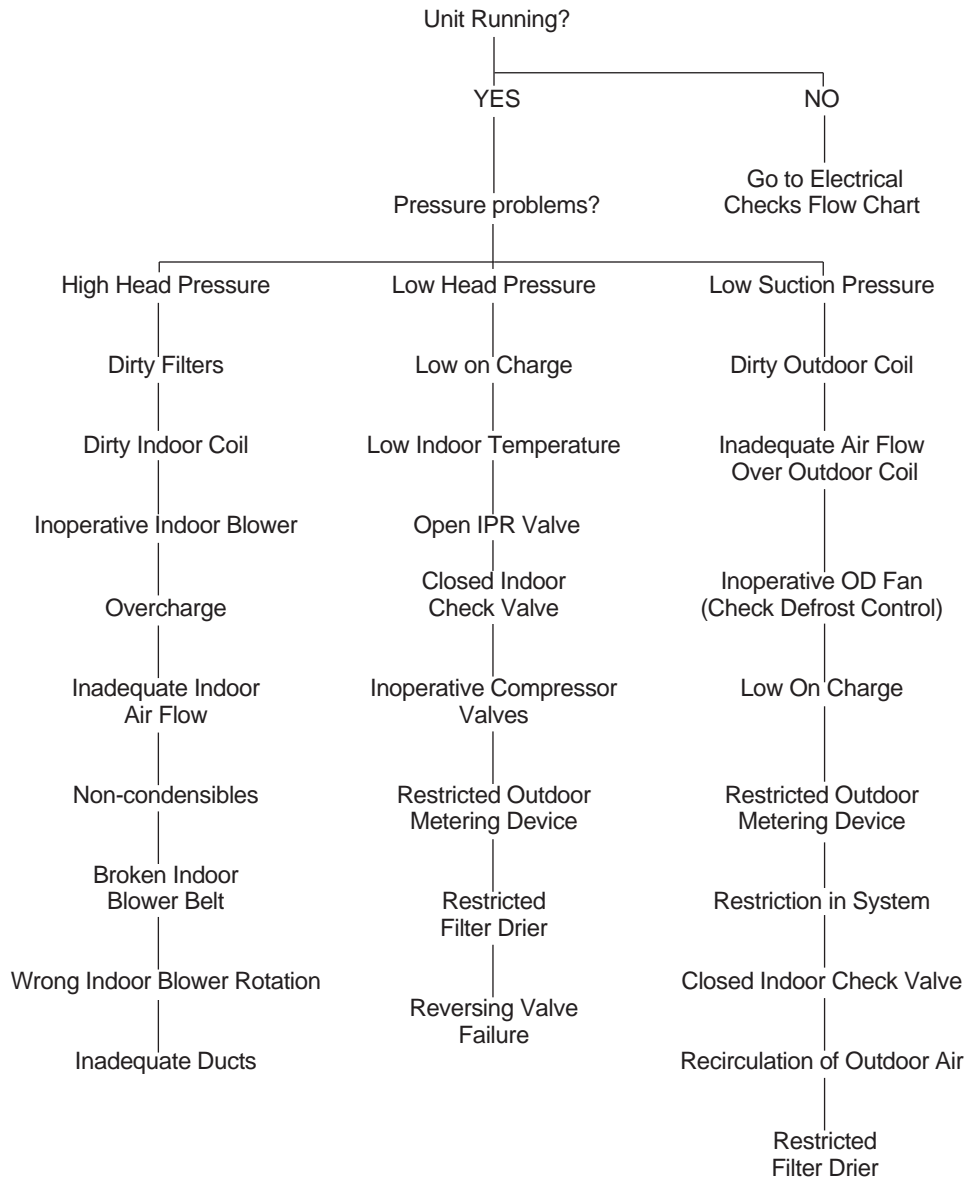 Unit Running?
YES
NO
Go to Electrical
Checks Flow Chart
Pressure problems?
High Head Pressure
Low Head Pressure
Low Suction Pressure
Dirty Filters
Low on Charge
Dirty Outdoor Coil
Dirty Indoor Coil
Low Indoor Temperature
Inadequate Air Flow
Over Outdoor Coil
Inoperative Indoor Blower
Open IPR Valve
Closed Indoor
Check Valve
Inoperative OD Fan
(Check Defrost Control)
Overcharge
Inadequate Indoor
Air Flow
Inoperative Compressor
Valves
Low On Charge
Non-condensibles
Restricted Outdoor
Metering Device
Restricted Outdoor
Metering Device
Broken Indoor
Blower Belt
Restricted
Filter Drier
Restriction in System
Wrong Indoor Blower Rotation
Reversing Valve
Failure
Closed Indoor Check Valve
Inadequate Ducts
Recirculation of Outdoor Air
Restricted
Filter Drier